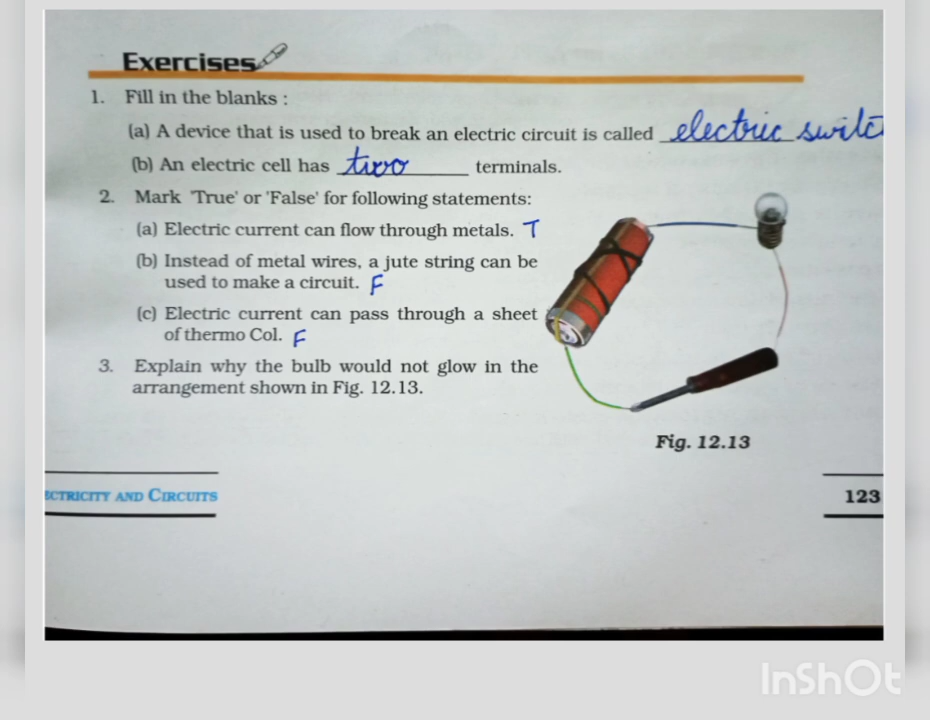 Exercises
1. Fill in the blanks :
(a) A device that is used to break an electric circuit is called electric switc
(b) An electric cell has two terminals.
2. Mark 'True' or 'False' for following statements:
(a) Electric current can flow through metals. T
(b) Instead of metal wires, a jute string can be
used to make a circuit. F
(c) Electric current can pass through a sheet
of thermo Col. F
3. Explain why the bulb would not glow in the
arrangement shown in Fig. 12.13.
Fig. 12.13
ECTRICITY AND CIRCUITS
123
InShOt